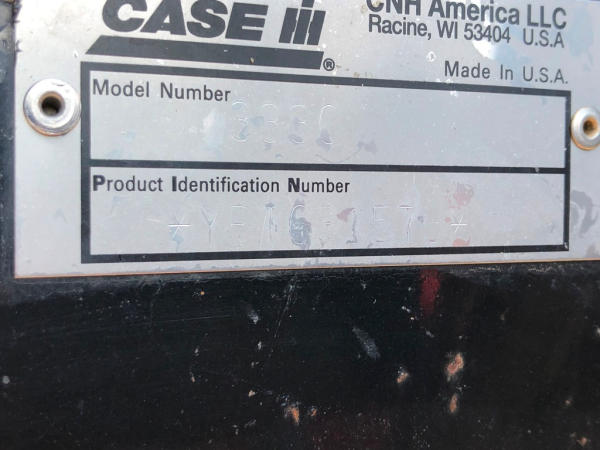 CASE IH®
CNH America LLC
Racine, WI 53404 U.S.A
Made In U.S.A.
Model Number
Product Identification Number